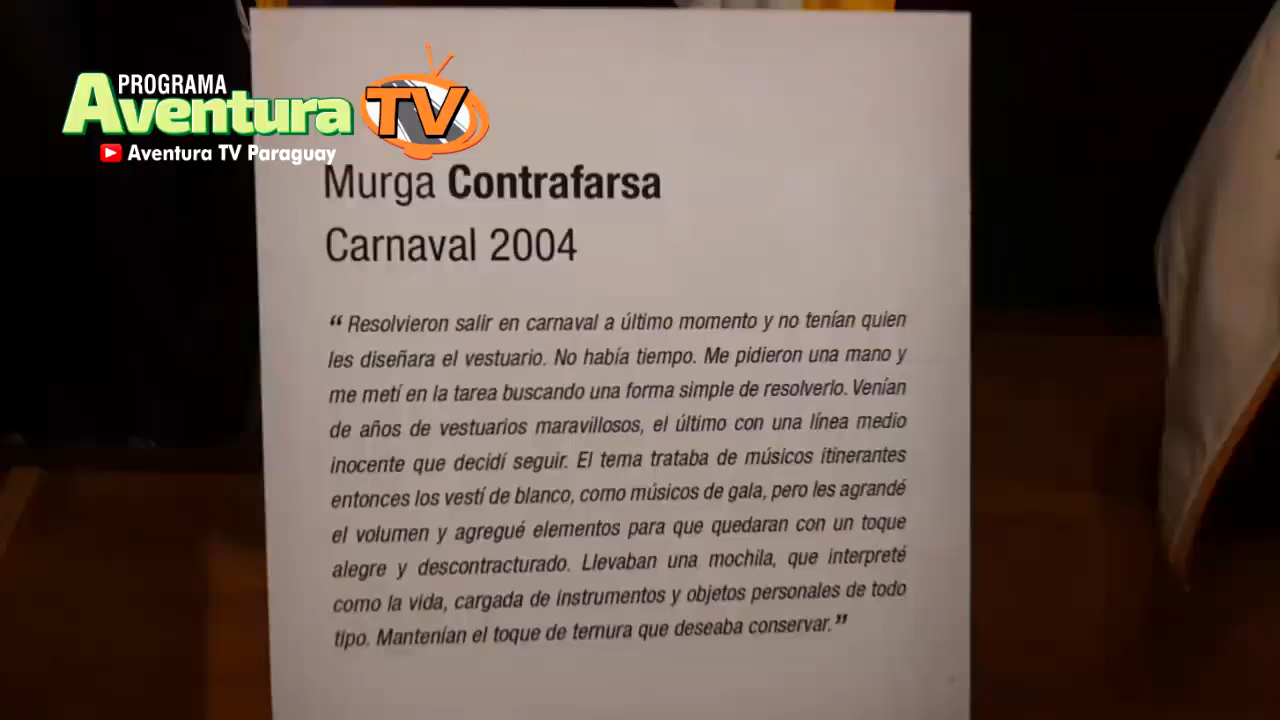 PROGRAMA
Aventura TV
Aventura TV Paraguay
Murga Contrafarsa
Carnaval 2004
“ Resolvieron salir en carnaval a último momento y no tenían quien
les diseñara el vestuario. No había tiempo. Me pidieron una mano y
me metí en la tarea buscando una forma simple de resolverlo. Venían
de años de vestuarios maravillosos, el último con una línea medio
inocente que decidí seguir. El tema trataba de músicos itinerantes
entonces los vestí de blanco, como músicos de gala, pero les agrandé
el volumen y agregué elementos para que quedaran con un toque
alegre y descontracturado. Llevaban una mochila, que interpreté
como la vida, cargada de instrumentos y objetos personales de todo
tipo. Mantenían el toque de ternura que deseaba conservar.”